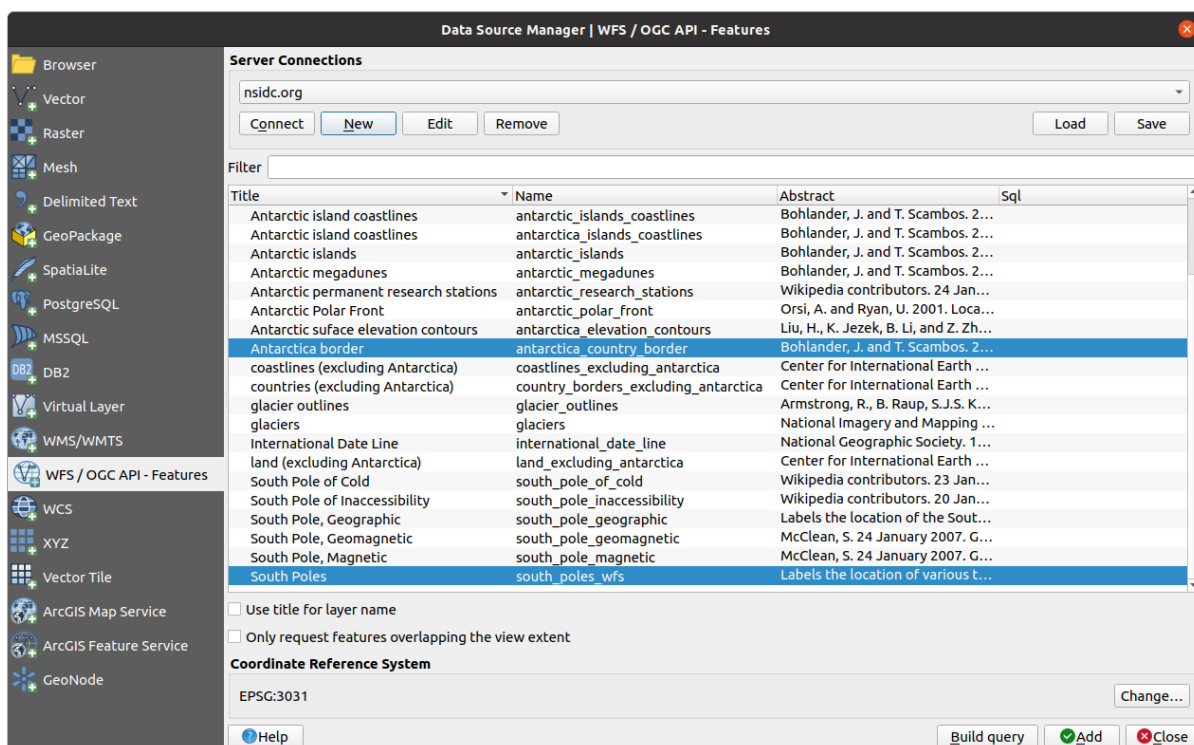 Data Source Manager | WFS / OGC API - Features
Browser
Vector
Raster
Mesh
Delimited Text
GeoPackage
SpatiaLite
PostgreSQL
MSSQL
DB2 DB2
Virtual Layer
WMS/WMTS
WFS / OGC API - Features
WCS
XYZ
Vector Tile
ArcGIS Map Service
ArcGIS Feature Service
GeoNode
Server Connections
nsidc.org
Connect New Edit Remove Load Save
Filter
Title Name Abstract Sql
Antarctic island coastlines antarctic_islands_coastlines Bohlander, J. and T. Scambos. 2…
Antarctic island coastlines antarctica_islands_coastlines Bohlander, J. and T. Scambos. 2…
Antarctic islands antarctic_islands Bohlander, J. and T. Scambos. 2…
Antarctic megadunes antarctic_megadunes Bohlander, J. and T. Scambos. 2…
Antarctic permanent research stations antarctic_research_stations Wikipedia contributors. 24 Jan…
Antarctic Polar Front antarctic_polar_front Orsi, A. and Ryan, U. 2001. Loca…
Antarctic suface elevation contours antarctica_elevation_contours Liu, H., K. Jezek, B. Li, and Z. Zh…
Antarctica border antarctica_country_border Bohlander, J. and T. Scambos. 2…
coastlines (excluding Antarctica) coastlines_excluding_antarctica Center for International Earth …
countries (excluding Antarctica) country_borders_excluding_antarctica Center for International Earth …
glacier outlines glacier_outlines Armstrong, R., B. Raup, S.J.S. K…
glaciers glaciers National Imagery and Mapping …
International Date Line international_date_line National Geographic Society. 1…
land (excluding Antarctica) land_excluding_antarctica Center for International Earth …
South Pole of Cold south_pole_of_cold Wikipedia contributors. 23 Jan…
South Pole of Inaccessibility south_pole_inaccessibility Wikipedia contributors. 20 Jan…
South Pole, Geographic south_pole_geographic Labels the location of the Sout…
South Pole, Geomagnetic south_pole_geomagnetic McClean, S. 24 January 2007. G…
South Pole, Magnetic south_pole_magnetic McClean, S. 24 January 2007. G…
South Poles south_poles_wfs Labels the location of various t…
Use title for layer name
Only request features overlapping the view extent
Coordinate Reference System
EPSG:3031 Change...
Help Build query Add Close